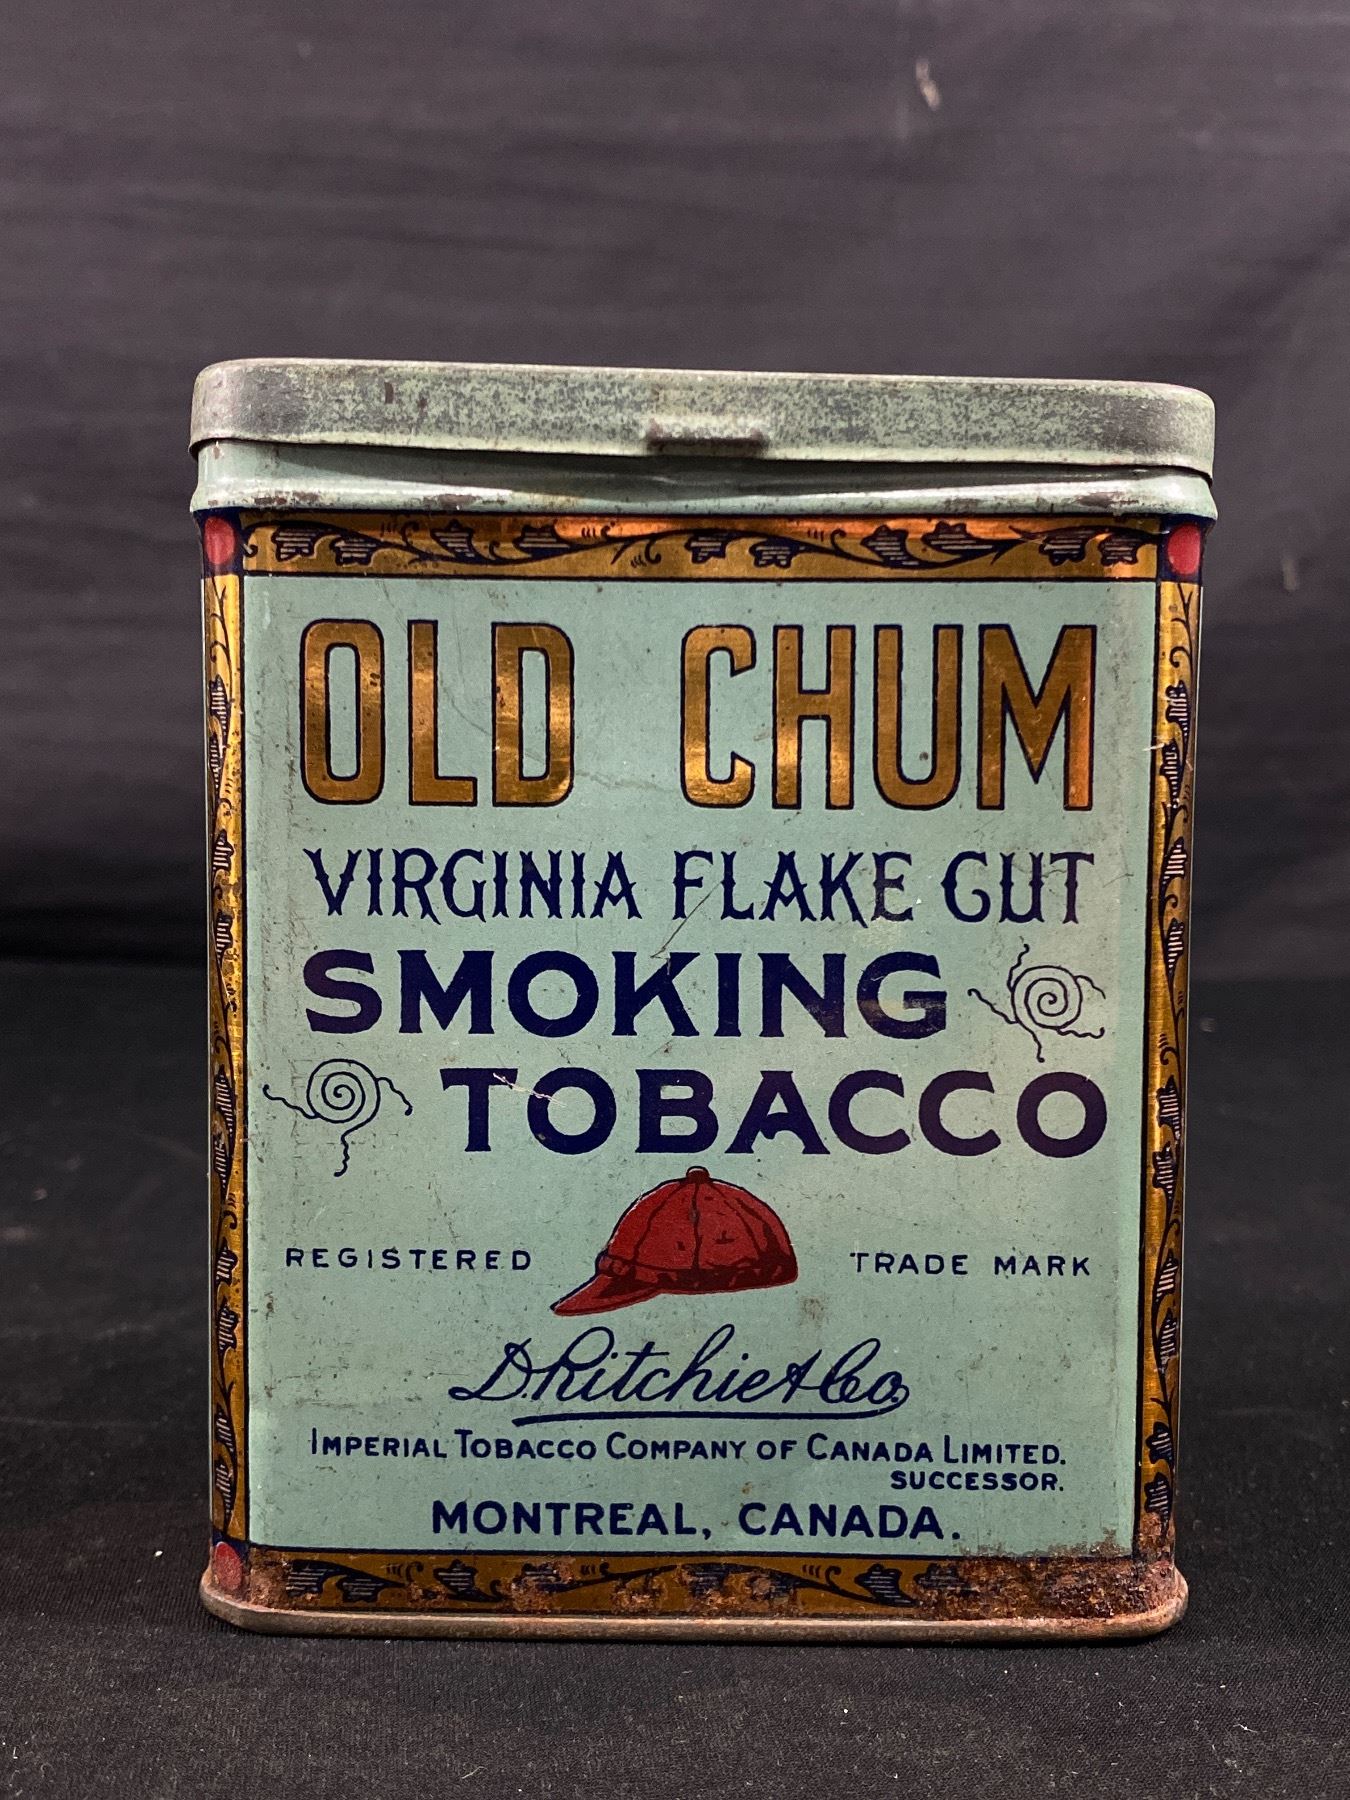 OLD CHUM
VIRGINIA FLAKE CUT
SMOKING
TOBACCO
REGISTERED TRADE MARK
D. Ritchie & Co.
IMPERIAL TOBACCO COMPANY OF CANADA LIMITED.
SUCCESSOR.
MONTREAL, CANADA.